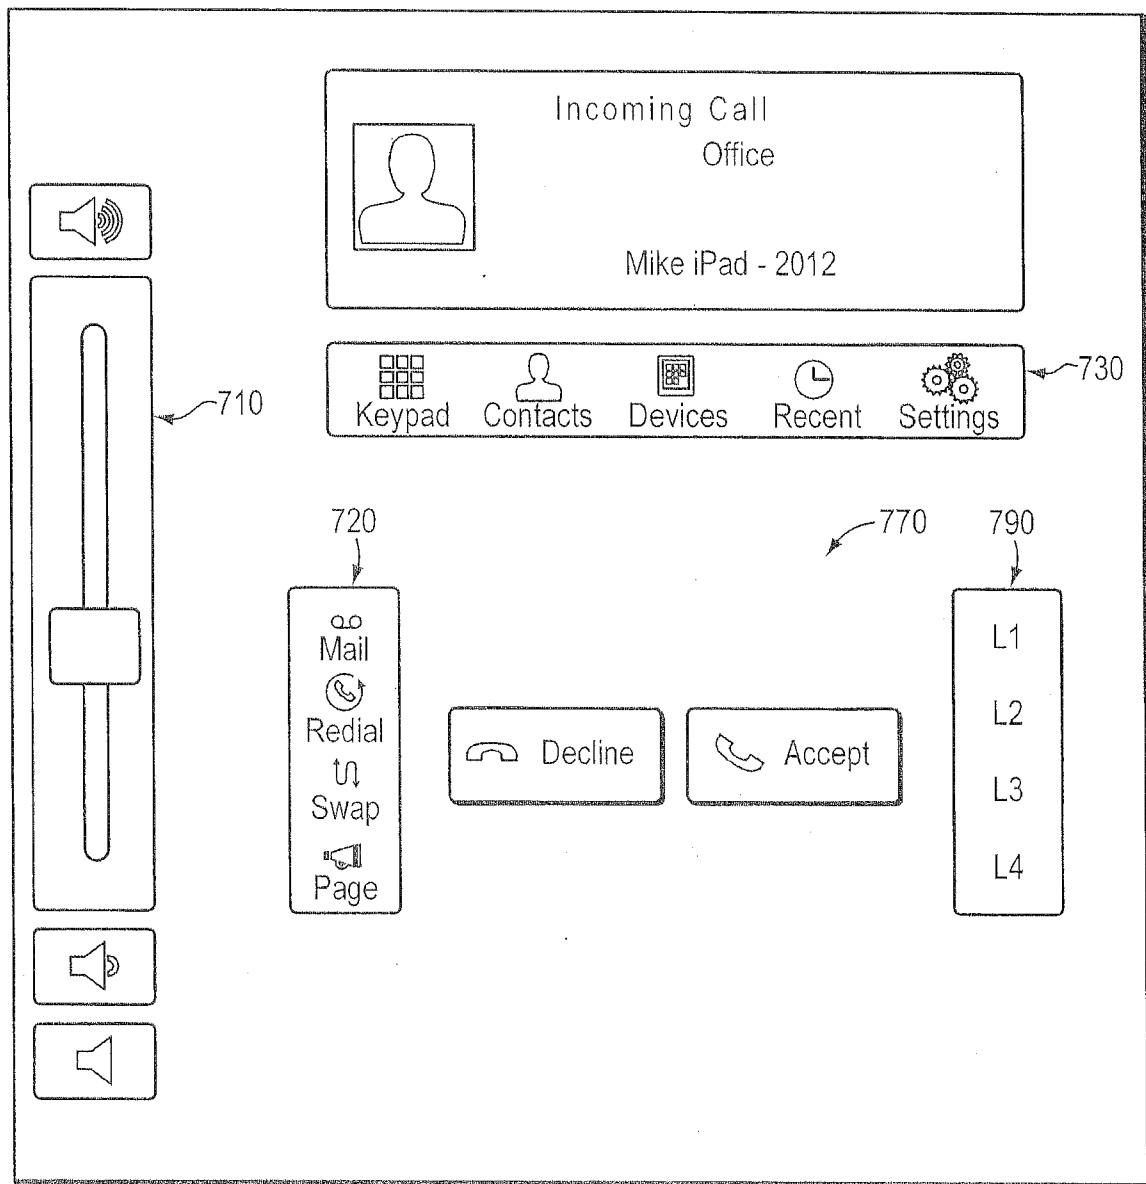 Incoming Call
Office
Mike iPad - 2012
Keypad Contacts Devices Recent Settings
730
710
720
770
790
Mail
Redial
Swap
Page
Decline
Accept
L1
L2
L3
L4